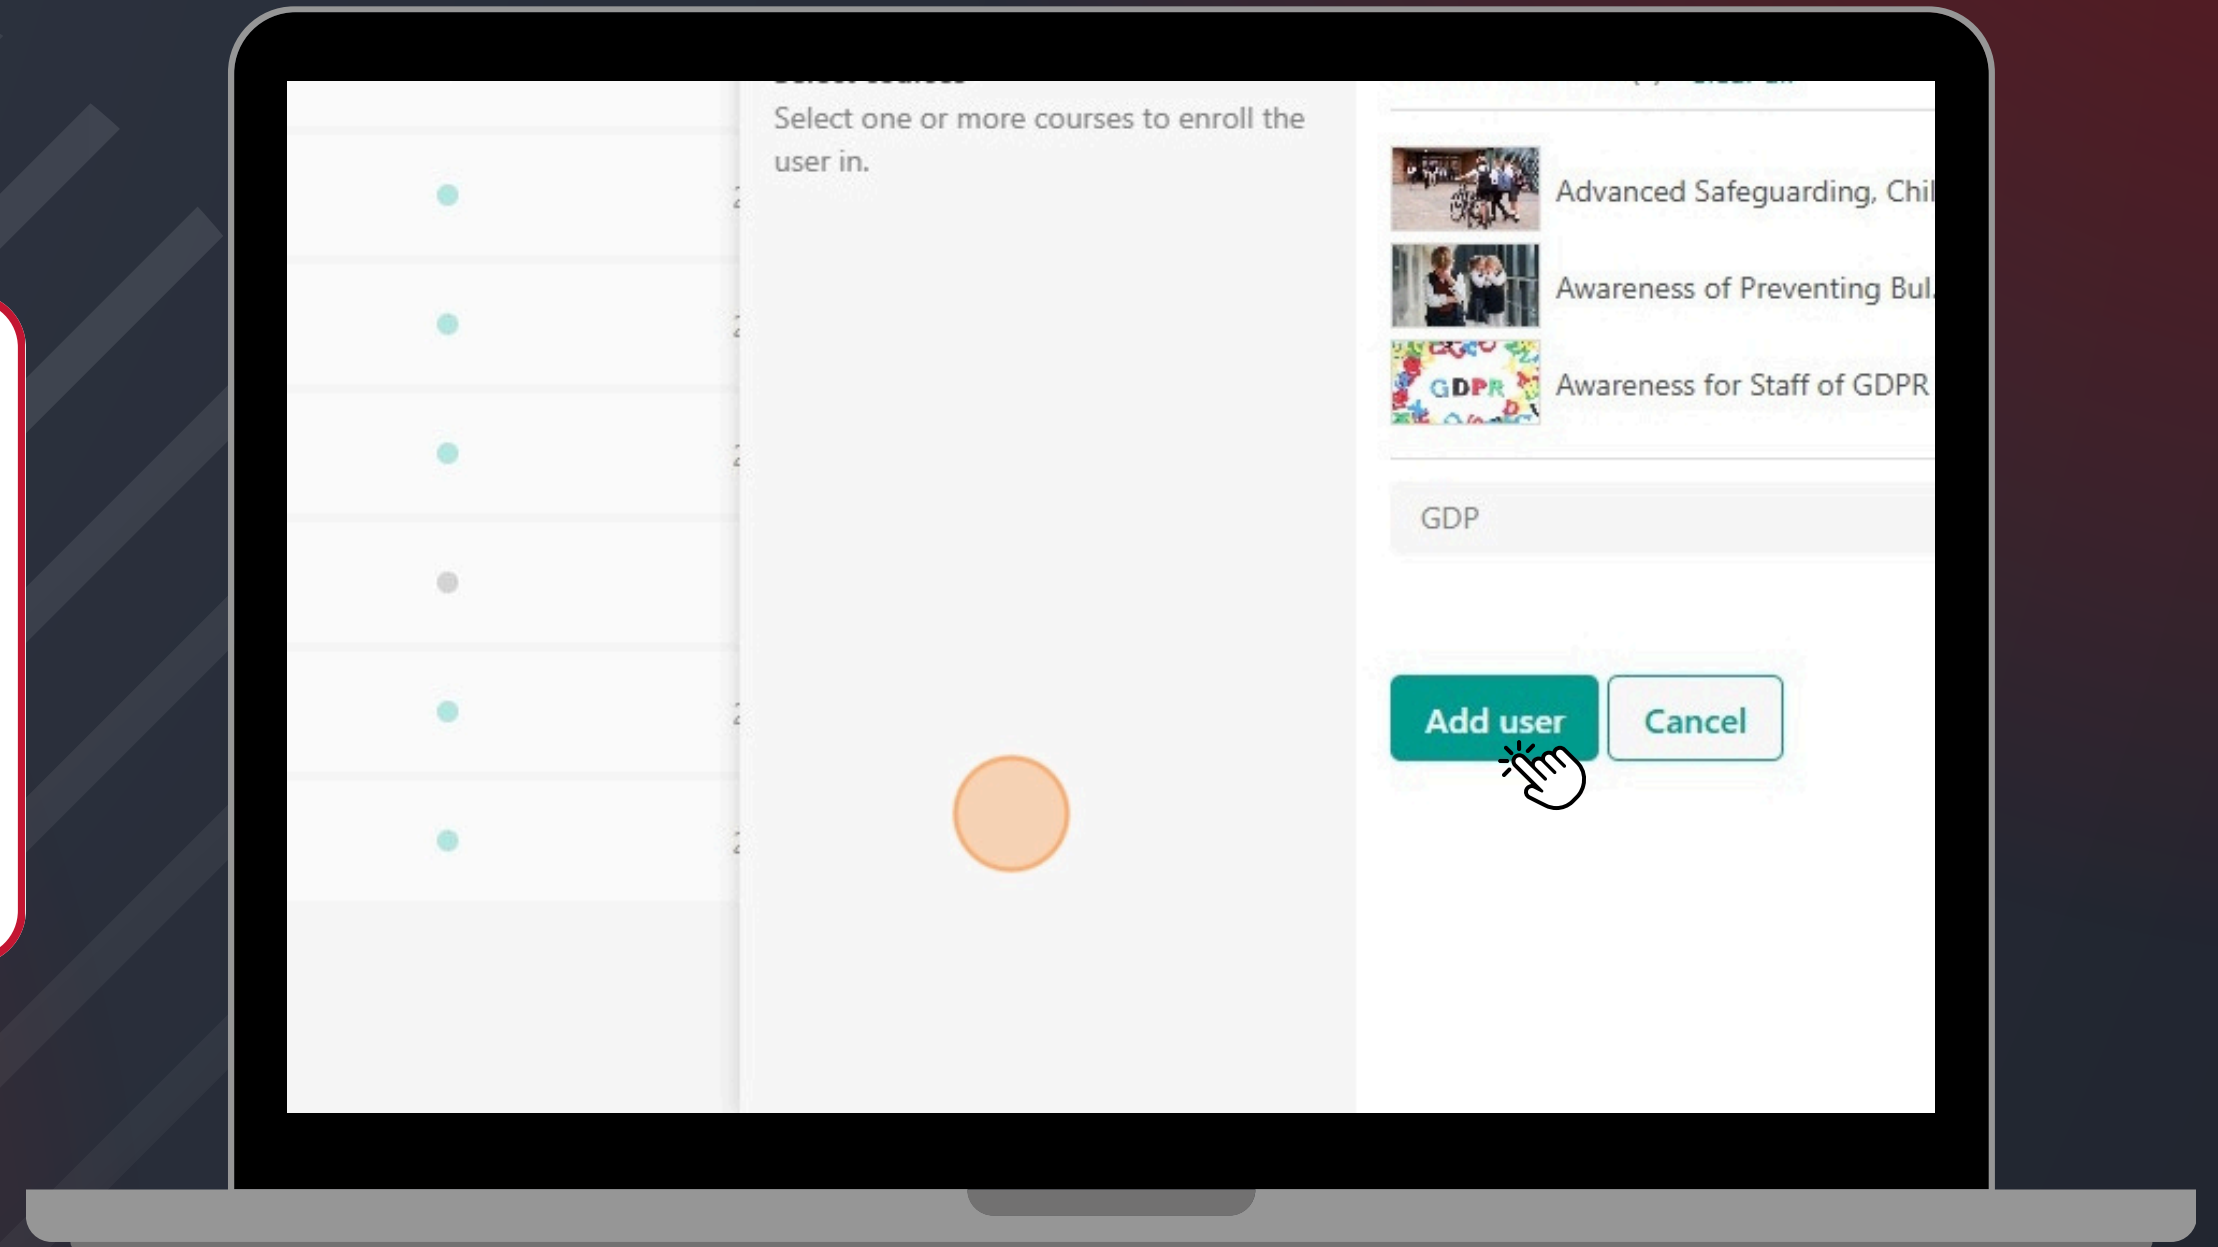 Select one or more courses to enroll the
user in.
Advanced Safeguarding, Chil
Awareness of Preventing Bul.
GDPR
Awareness for Staff of GDPR
GDP
Add user
Cancel